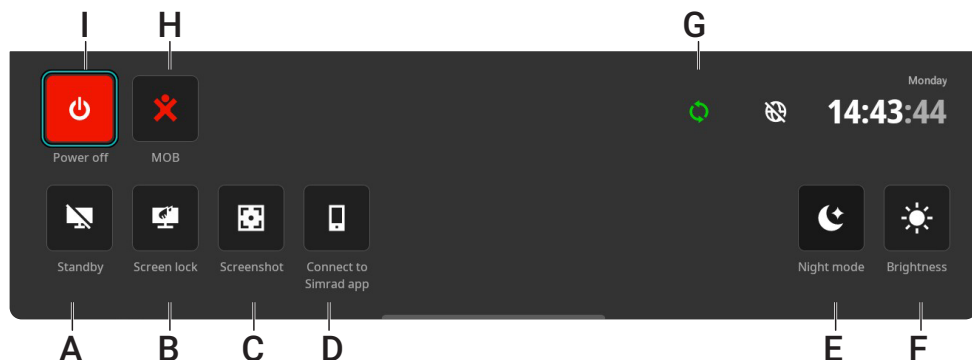 I H G
Monday
14:43:44
Power off MOB
Standby Screen lock Screenshot Connect to Night mode Brightness
Simrad app
A B C D E F